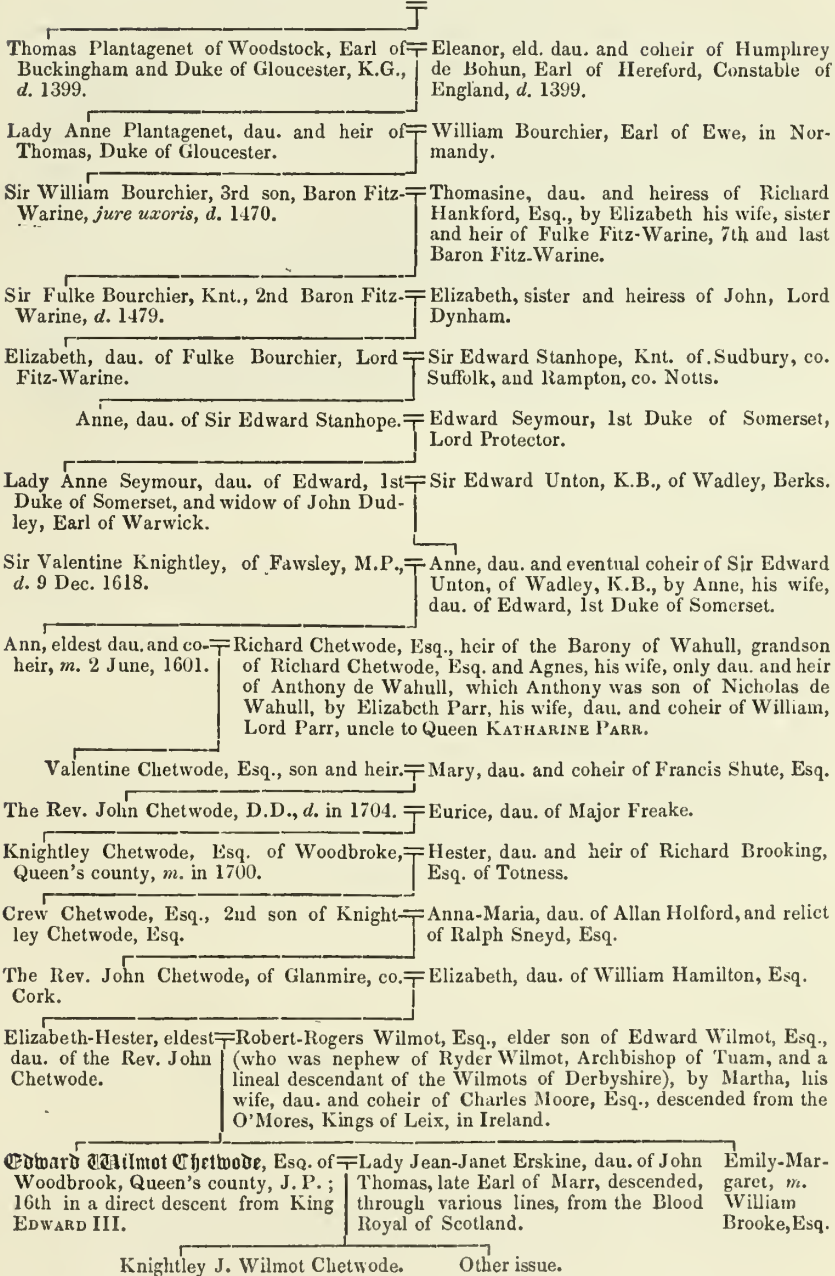 Thomas Plantagenet of Woodstock, Earl of
Buckingham and Duke of Gloucester, K.G.,
d. 1399.
Eleanor, eld. dau. and coheir of Humphrey
de Bohun, Earl of Hereford, Constable of
England, d. 1399.
Lady Anne Plantagenet, dau. and heir of
Thomas, Duke of Gloucester.
William Bourchier, Earl of Ewe, in Nor-
mandy.
Sir William Bourchier, 3rd son, Baron Fitz-
Warine, jure uxoris, d. 1470.
Thomasine, dau. and heiress of Richard
Hankford, Esq., by Elizabeth his wife, sister
and heir of Fulke Fitz-Warine, 7th and last
Baron Fitz-Warine.
Sir Fulke Bourchier, Knt., 2nd Baron Fitz-
Warine, d. 1479.
Elizabeth, sister and heiress of John, Lord
Dynham.
Elizabeth, dau. of Fulke Bourchier, Lord
Fitz-Warine.
Sir Edward Stanhope, Knt. of Sudbury, co.
Suffolk, and Rampton, co. Notts.
Anne, dau. of Sir Edward Stanhope.
Edward Seymour, 1st Duke of Somerset,
Lord Protector.
Lady Anne Seymour, dau. of Edward, 1st
Duke of Somerset, and widow of John Dud-
ley, Earl of Warwick.
Sir Edward Unton, K.B., of Wadley, Berks.
Sir Valentine Knightley, of Fawsley, M.P.,
d. 9 Dec. 1618.
Anne, dau. and eventual coheir of Sir Edward
Unton, of Wadley, K.B., by Anne, his wife,
dau. of Edward, 1st Duke of Somerset.
Ann, eldest dau. and co-
heir, m. 2 June, 1601.
Richard Chetwode, Esq., heir of the Barony of Wahull, grandson
of Richard Chetwode, Esq. and Agnes, his wife, only dau. and heir
of Anthony de Wahull, which Anthony was son of Nicholas de
Wahull, by Elizabeth Parr, his wife, dau. and coheir of William,
Lord Parr, uncle to Queen KATHARINE PARR.
Valentine Chetwode, Esq., son and heir.
Mary, dau. and coheir of Francis Shute, Esq.
The Rev. John Chetwode, D.D., d. in 1704.
Eurice, dau. of Major Freake.
Knightley Chetwode, Esq. of Woodbroke,
Queen's county, m. in 1700.
Hester, dau. and heir of Richard Brooking,
Esq. of Totness.
Crew Chetwode, Esq., 2nd son of Knight-
ley Chetwode, Esq.
Anna-Maria, dau. of Allan Holford, and relict
of Ralph Sneyd, Esq.
The Rev. John Chetwode, of Glanmire, co.
Cork.
Elizabeth, dau. of William Hamilton, Esq.
Elizabeth-Hester, eldest
dau. of the Rev. John
Chetwode.
Robert-Rogers Wilmot, Esq., elder son of Edward Wilmot, Esq.,
(who was nephew of Ryder Wilmot, Archbishop of Tuam, and a
lineal descendant of the Wilmots of Derbyshire), by Martha, his
wife, dau. and coheir of Charles Moore, Esq., descended from the
O'Mores, Kings of Leix, in Ireland.
Edward Wilmot Chetwode, Esq. of
Woodbrook, Queen's county, J. P. ;
16th in a direct descent from King
EDWARD III.
Lady Jean-Janet Erskine, dau. of John
Thomas, late Earl of Marr, descended,
through various lines, from the Blood
Royal of Scotland.
Emily-Mar-
garet, m.
William
Brooke, Esq.
Knightley J. Wilmot Chetwode.
Other issue.